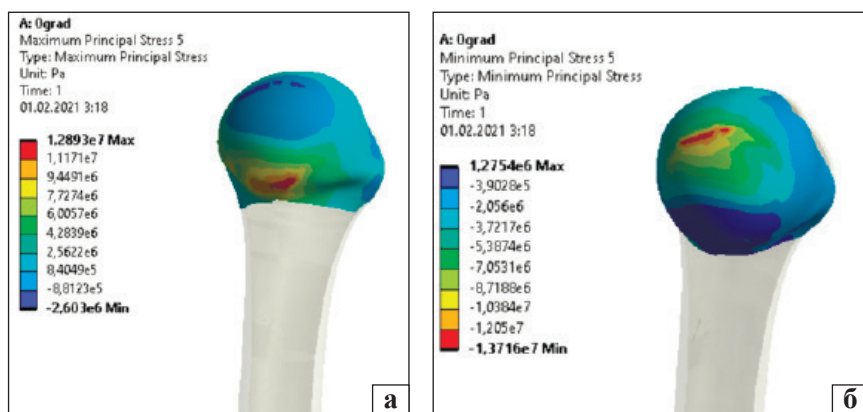 A: 0grad
Maximum Principal Stress 5
Type: Maximum Principal Stress
Unit: Pa
Time: 1
01.02.2021 3:18
1,2893e7 Max
1,1171e7
9,4491e6
7,7274e6
6,0057e6
4,2839e6
2,5622e6
8,4049e5
-8,8123e5
-2,603e6 Min
а
A: 0grad
Minimum Principal Stress 5
Type: Minimum Principal Stress
Unit: Pa
Time: 1
01.02.2021 3:18
1,2754e6 Max
-3,9028e5
-2,056e6
-3,7217e6
-5,3874e6
-7,0531e6
-8,7188e6
-1,0384e7
-1,205e7
-1,3716e7 Min
б